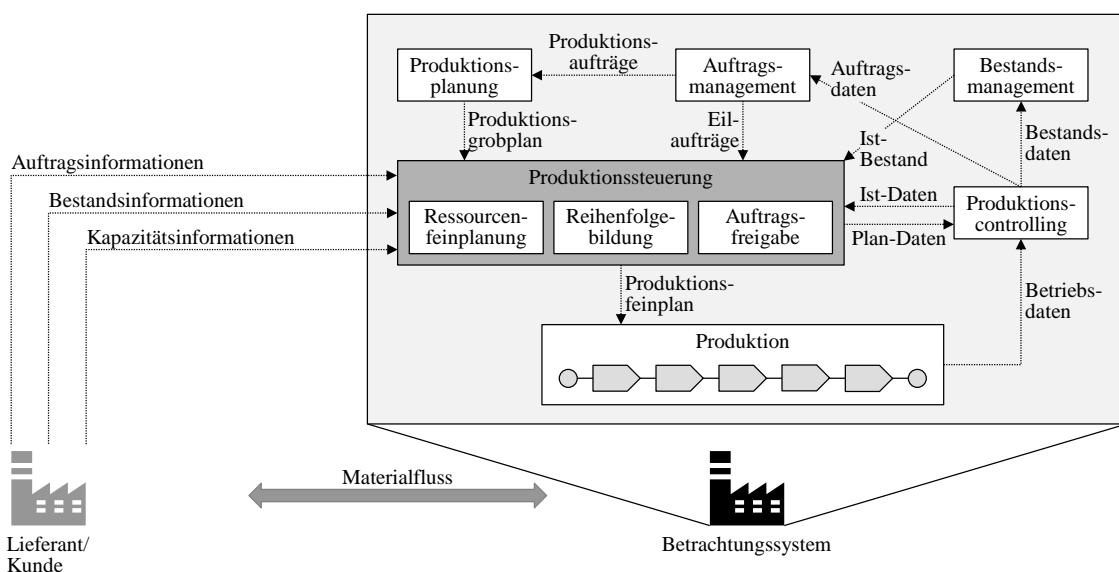 Produktions-
planung
Produktions-
aufträge
Auftrags-
management
Auftrags-
daten
Bestands-
management
Produktions-
grobplan
Eil-
aufträge
Ist-
Bestand
Bestands-
daten
Auftragsinformationen
Bestandsinformationen
Kapazitätsinformationen
Produktionssteuerung
Ressourcen-
feinplanung
Reihenfolge-
bildung
Auftrags-
freigabe
Ist-Daten
Plan-Daten
Produktions-
controlling
Produktions-
feinplan
Betriebs-
daten
Produktion
Materialfluss
Lieferant/
Kunde
Betrachtungssystem